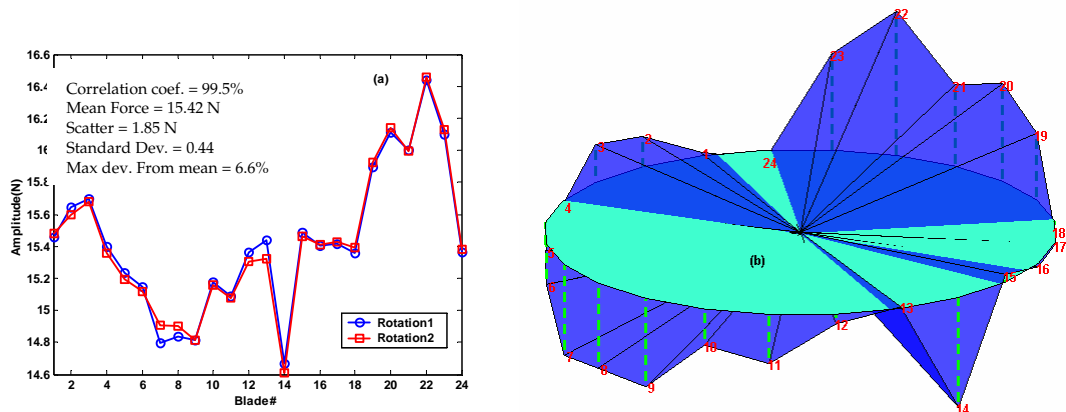 16.6
16.4
16.2
16
15.8
15.6
15.4
15.2
15
14.8
14.6
Amplitude(N)
(a)
Correlation coef. = 99.5%
Mean Force = 15.42 N
Scatter = 1.85 N
Standard Dev. = 0.44
Max dev. From mean = 6.6%
Rotation1
Rotation2
2 4 6 8 10 12 14 16 18 20 22 24
Blade#
22
23
21
20
19
2
3
1
24
4
18
17
5
(b)
16
15
6
13
12
10
7
11
8
9
14